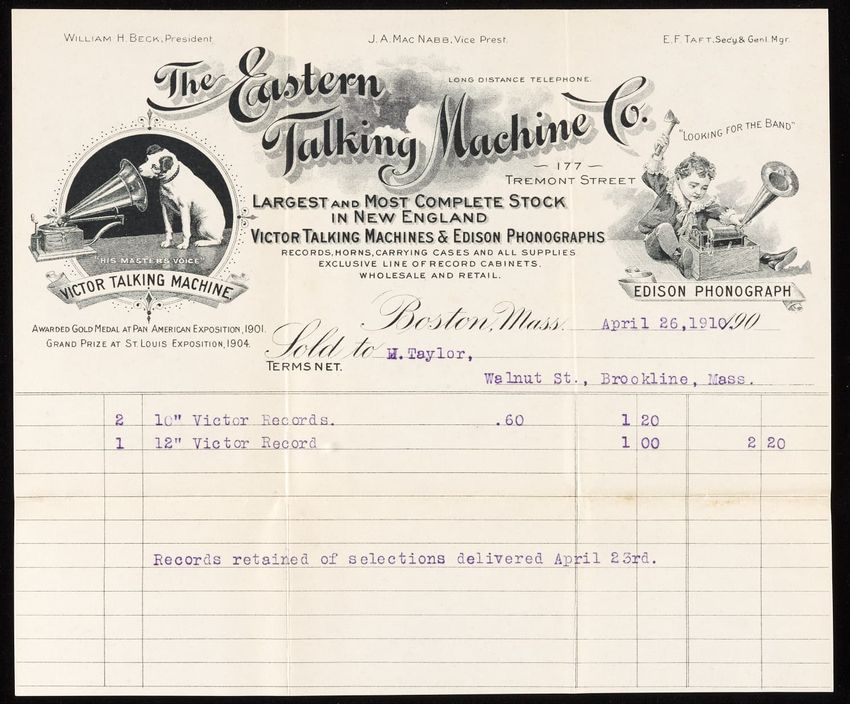 WILLIAM H. BECK, President.
J. A. MAC NABB, Vice Prest.
E. F. TAFT, Secy. & Genl. Mgr.
The Eastern
LONG DISTANCE TELEPHONE.
Talking Machine Co.
"LOOKING FOR THE BAND"
— 177 —
TREMONT STREET
LARGEST AND MOST COMPLETE STOCK
IN NEW ENGLAND
VICTOR TALKING MACHINES & EDISON PHONOGRAPHS
RECORDS, HORNS, CARRYING CASES AND ALL SUPPLIES
EXCLUSIVE LINE OF RECORD CABINETS.
WHOLESALE AND RETAIL.
"HIS MASTER'S VOICE"
VICTOR TALKING MACHINE
EDISON PHONOGRAPH
AWARDED GOLD MEDAL AT PAN AMERICAN EXPOSITION, 1901.
GRAND PRIZE AT ST. LOUIS EXPOSITION, 1904.
Boston, Mass. April 26,1910 190
Sold to M. Taylor,
TERMS NET.
Walnut St., Brookline, Mass.
2 10" Victor Records. .60 1 20
1 12" Victor Record 1 00 2 20
Records retained of selections delivered April 23rd.